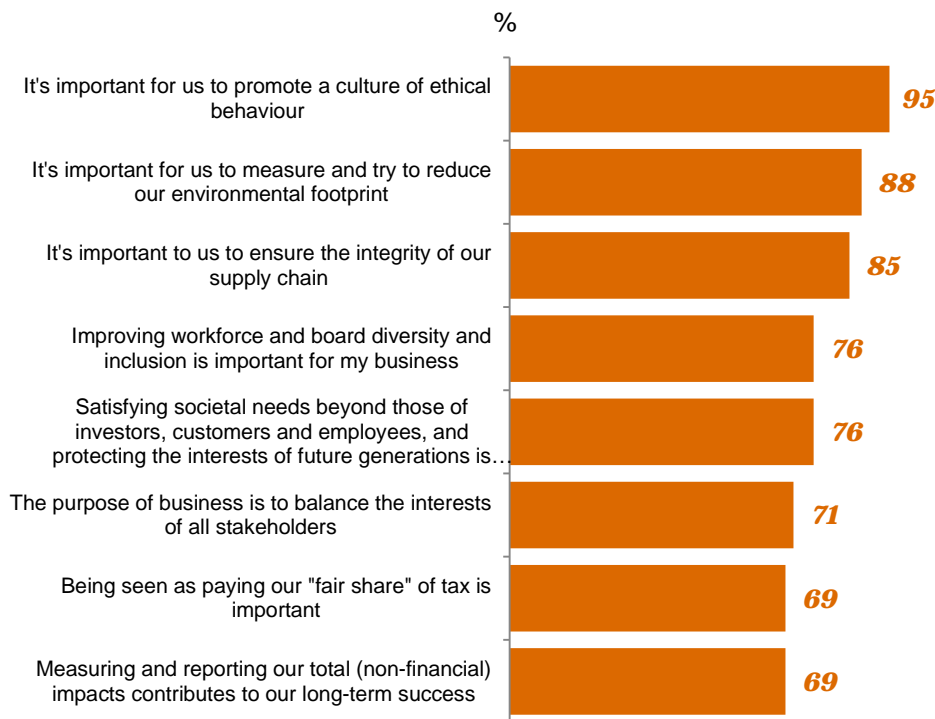 %
It's important for us to promote a culture of ethical
behaviour
95
It's important for us to measure and try to reduce
our environmental footprint
88
It's important to us to ensure the integrity of our
supply chain
85
Improving workforce and board diversity and
inclusion is important for my business
76
Satisfying societal needs beyond those of
investors, customers and employees, and
protecting the interests of future generations is…
76
The purpose of business is to balance the interests
of all stakeholders
71
Being seen as paying our "fair share" of tax is
important
69
Measuring and reporting our total (non-financial)
impacts contributes to our long-term success
69